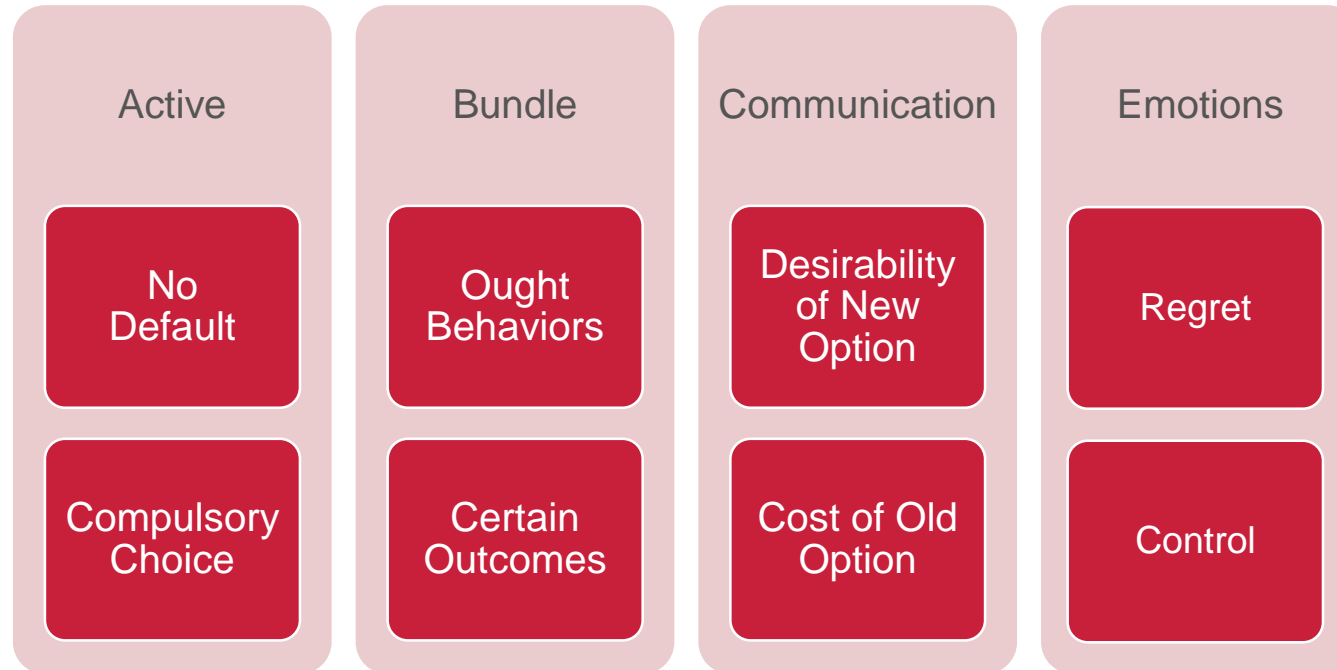 Active
No
Default
Compulsory
Choice
Bundle
Ought
Behaviors
Certain
Outcomes
Communication
Desirability
of New
Option
Cost of Old
Option
Emotions
Regret
Control